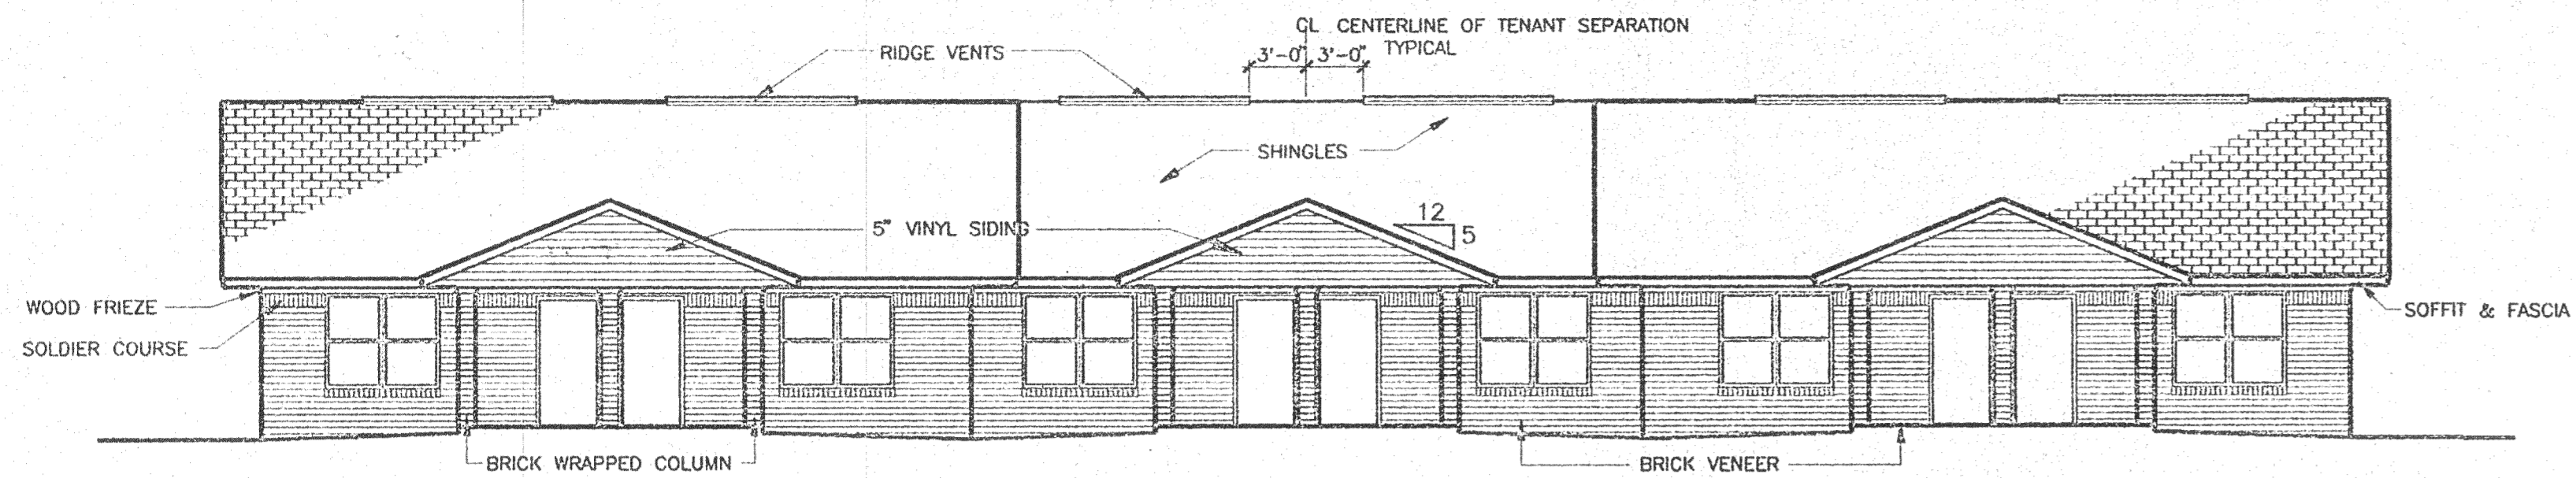 CL CENTERLINE OF TENANT SEPARATION
TYPICAL
3'-0" 3'-0"
RIDGE VENTS
SHINGLES
12
5
5" VINYL SIDING
WOOD FRIEZE
SOLDIER COURSE
SOFFIT & FASCIA
BRICK WRAPPED COLUMN
BRICK VENEER